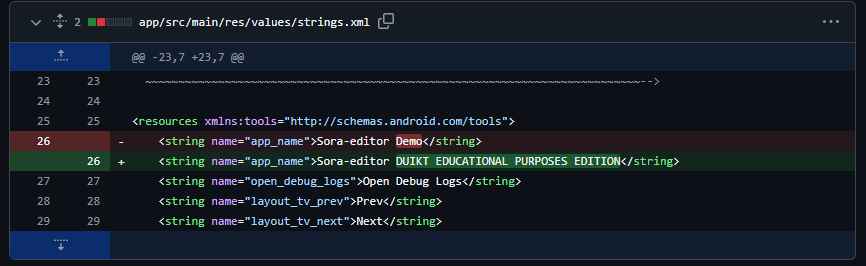 2 app/src/main/res/values/strings.xml
@@ -23,7 +23,7 @@
23 23 ~~~~~~~~~~~~~~~~~~~~~~~~~~~~~~~~~~~~~~~~~~~~~~~~~~~~~~~~~~~~~~~~~~~~~~~~~~~-->
24 24
25 25 <resources xmlns:tools="http://schemas.android.com/tools">
26 - <string name="app_name">Sora-editor Demo</string>
26 + <string name="app_name">Sora-editor DUIKT EDUCATIONAL PURPOSES EDITION</string>
27 27 <string name="open_debug_logs">Open Debug Logs</string>
28 28 <string name="layout_tv_prev">Prev</string>
29 29 <string name="layout_tv_next">Next</string>